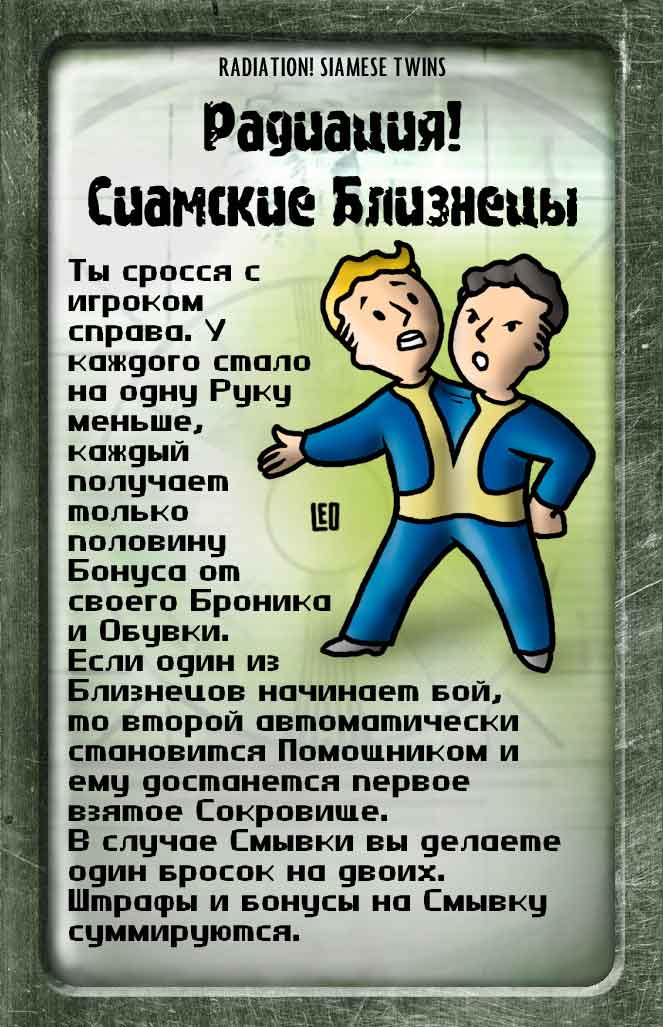 RADIATION! SIAMESE TWINS
Радиация!
Сиамские Близнецы
Ты сросся с
игроком
справа. У
каждого стало
на одну Руку
меньше,
каждый
получает
только
половину
Бонуса от
своего Броника
и Обувки.
Если один из
Близнецов начинает бой,
то второй автоматически
становится Помощником и
ему достанется первое
взятое Сокровище.
В случае Смывки вы делаете
один бросок на двоих.
Штрафы и бонусы на Смывку
суммируются.
LEO